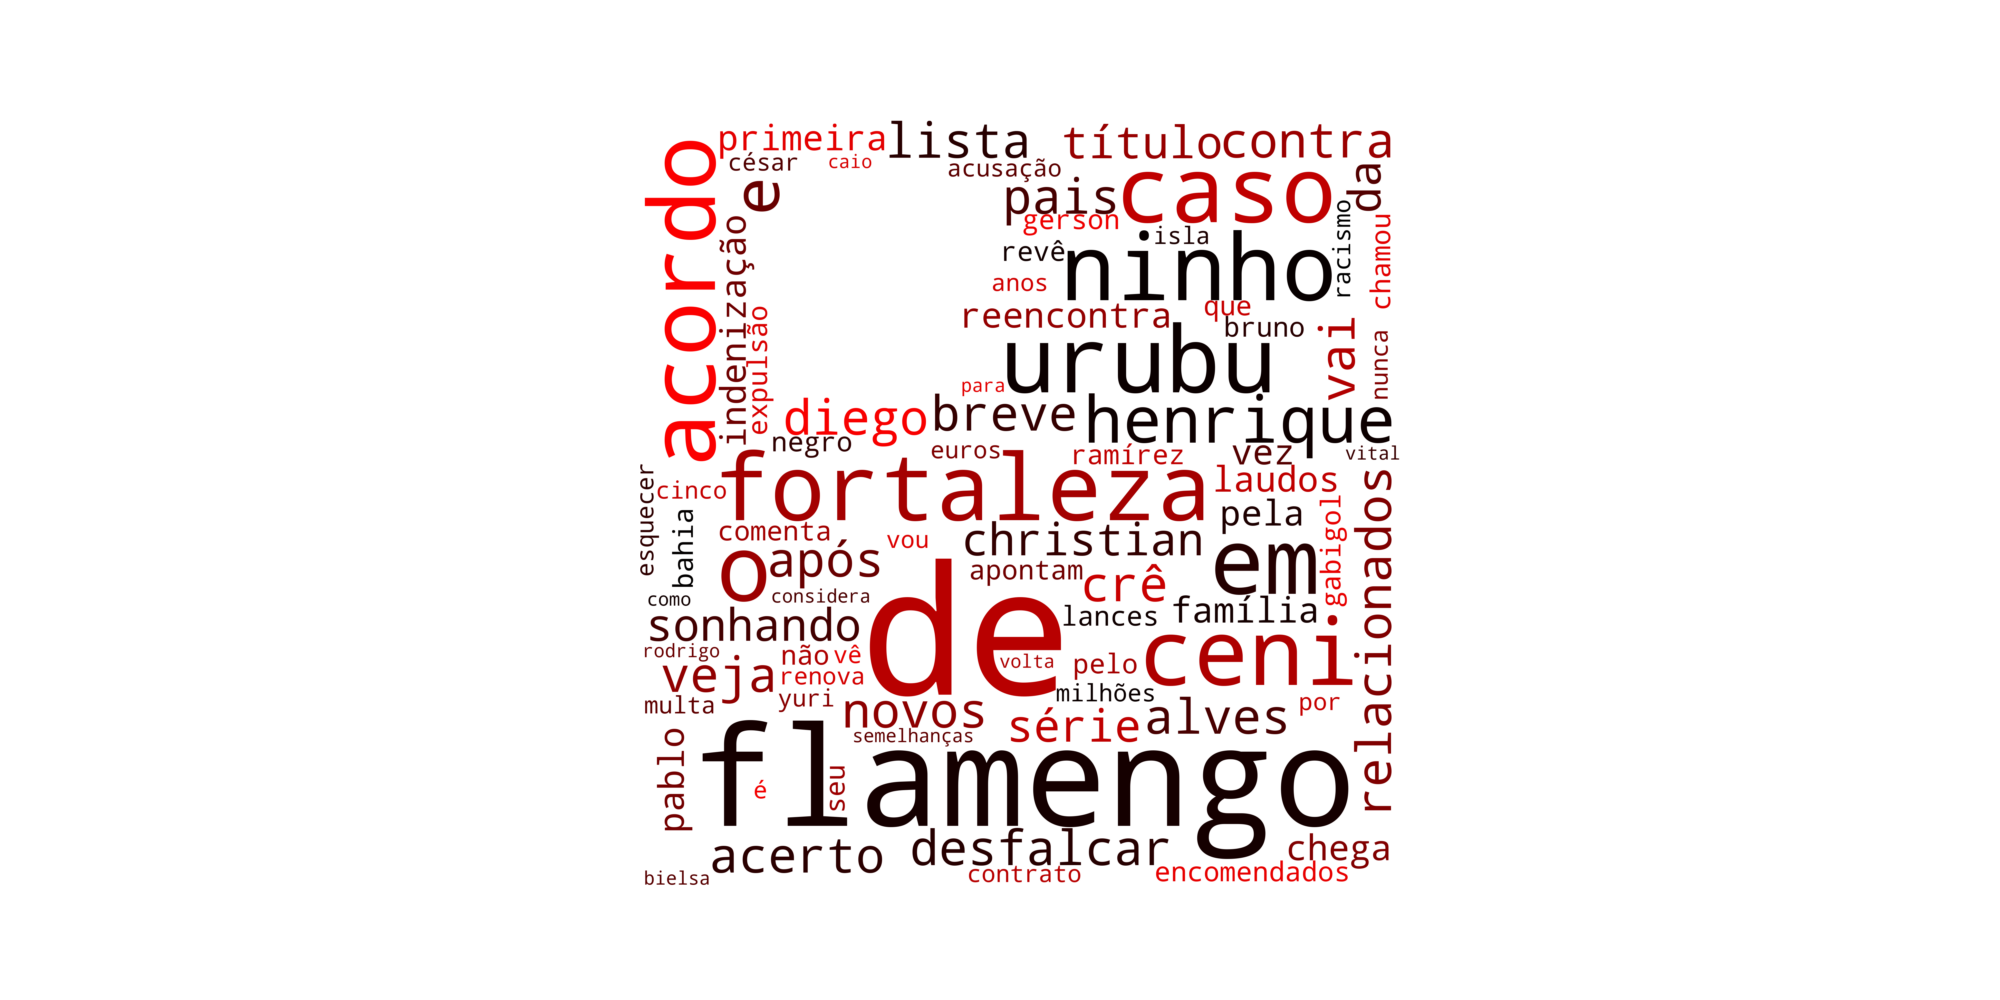 primeira
lista
título
contra
césar
caio
acusação
e
pais
caso
da
acordo
gerson
racismo
chamou
indenização
revê
isla
ninho
anos
reencontra
que
expulsão
bruno
urubu
vai
nunca
para
diego
breve
henrique
negro
euros
ramírez
vez
vital
esquecer
cinco
fortaleza
laudos
relacionados
bahia
comenta
vou
christian
pela
gabigol
o
após
apontam
crê
em
como
considera
de
lances
família
sonhando
rodrigo
veja
não
vê
volta
pelo
ceni
renova
multa
yuri
milhões
por
novos
série
alves
semelhanças
pablo
flamengo
é
seu
acerto
desfalcar
chega
bielsa
contrato
encomendados